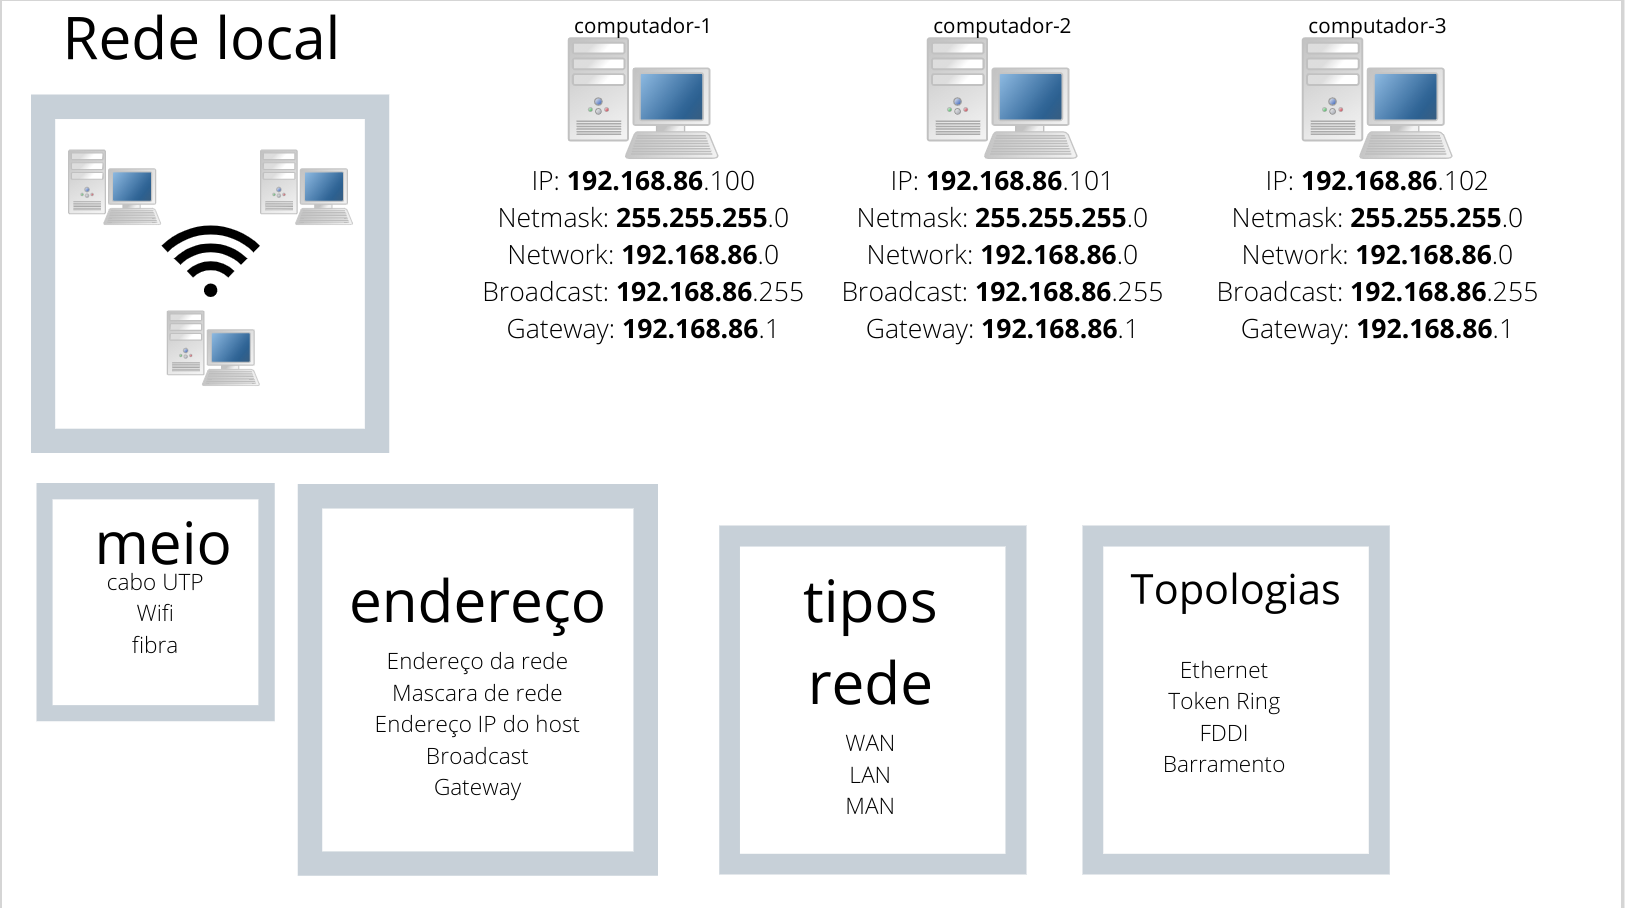 Rede local
computador-1
IP: 192.168.86.100
Netmask: 255.255.255.0
Network: 192.168.86.0
Broadcast: 192.168.86.255
Gateway: 192.168.86.1
computador-2
IP: 192.168.86.101
Netmask: 255.255.255.0
Network: 192.168.86.0
Broadcast: 192.168.86.255
Gateway: 192.168.86.1
computador-3
IP: 192.168.86.102
Netmask: 255.255.255.0
Network: 192.168.86.0
Broadcast: 192.168.86.255
Gateway: 192.168.86.1
meio
cabo UTP
Wifi
fibra
endereço
Endereço da rede
Mascara de rede
Endereço IP do host
Broadcast
Gateway
tipos
rede
WAN
LAN
MAN
Topologias
Ethernet
Token Ring
FDDI
Barramento